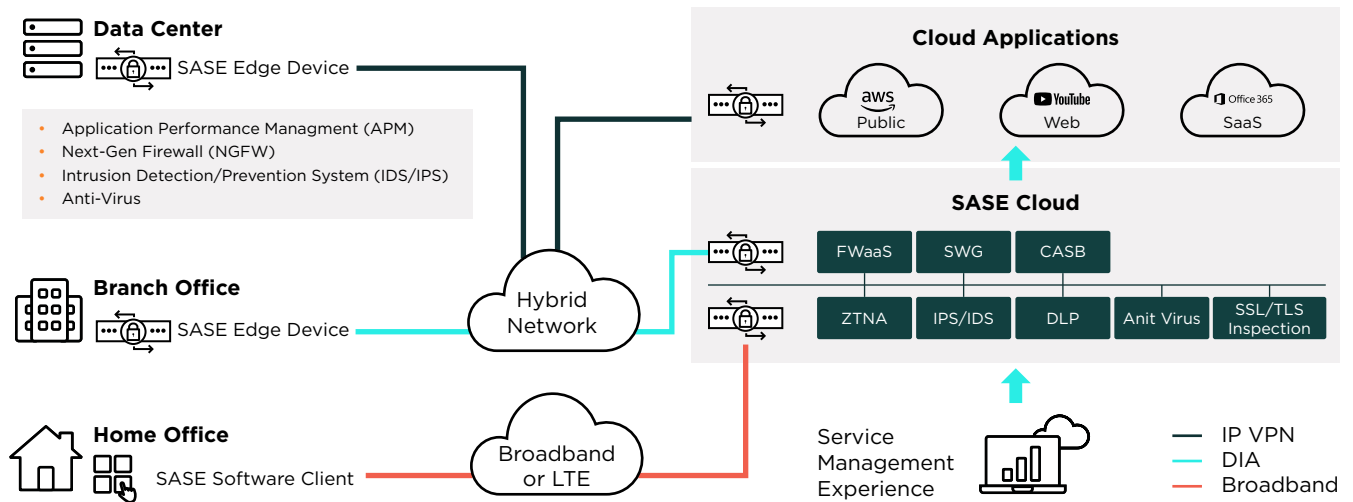 Data Center
SASE Edge Device
• Application Performance Managment (APM)
• Next-Gen Firewall (NGFW)
• Intrusion Detection/Prevention System (IDS/IPS)
• Anti-Virus
Branch Office
SASE Edge Device
Home Office
SASE Software Client
Hybrid
Network
Broadband
or LTE
Cloud Applications
aws
Public
YouTube
Web
Office 365
SaaS
SASE Cloud
FWaaS
SWG
CASB
ZTNA
IPS/IDS
DLP
Anit Virus
SSL/TLS
Inspection
Service
Management
Experience
IP VPN
DIA
Broadband